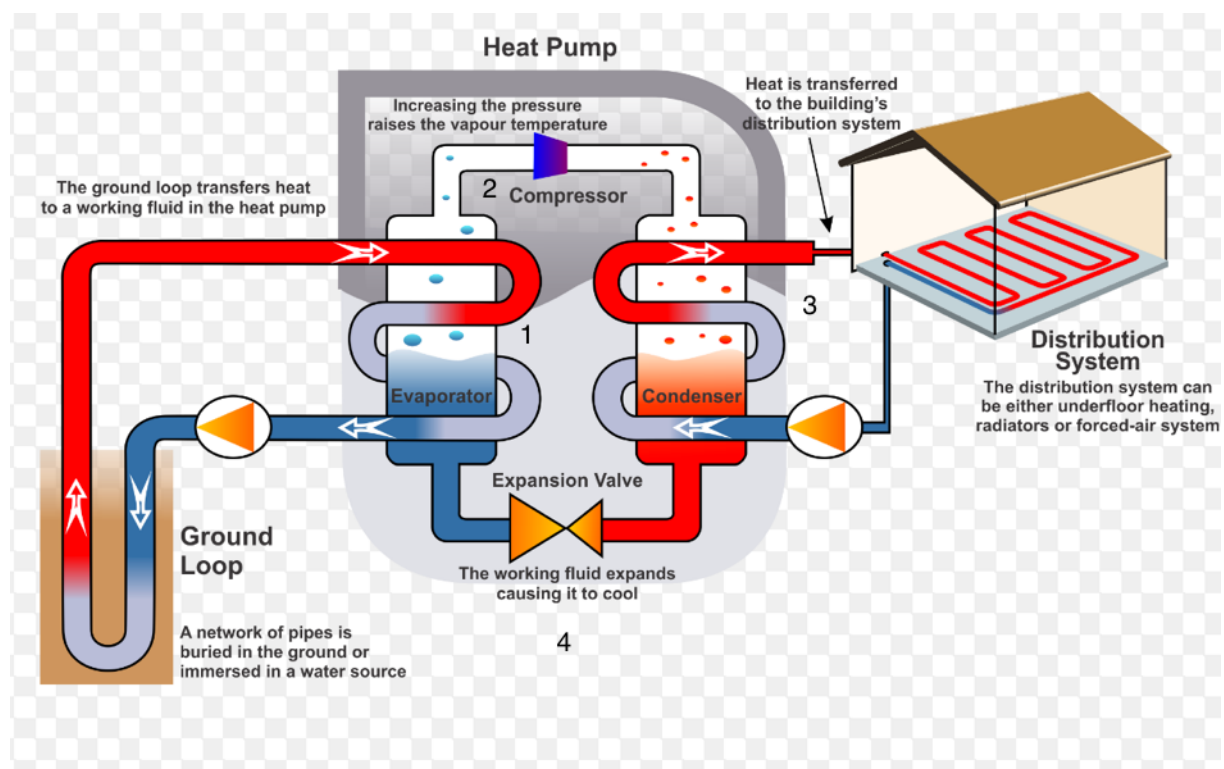 Heat Pump
Increasing the pressure
raises the vapour temperature
Heat is transferred
to the building's
distribution system
The ground loop transfers heat
to a working fluid in the heat pump
2
Compressor
3
1
Evaporator
Condenser
Distribution
System
The distribution system can
be either underfloor heating,
radiators or forced-air system
Expansion Valve
The working fluid expands
causing it to cool
Ground
Loop
A network of pipes is
buried in the ground or
immersed in a water source
4